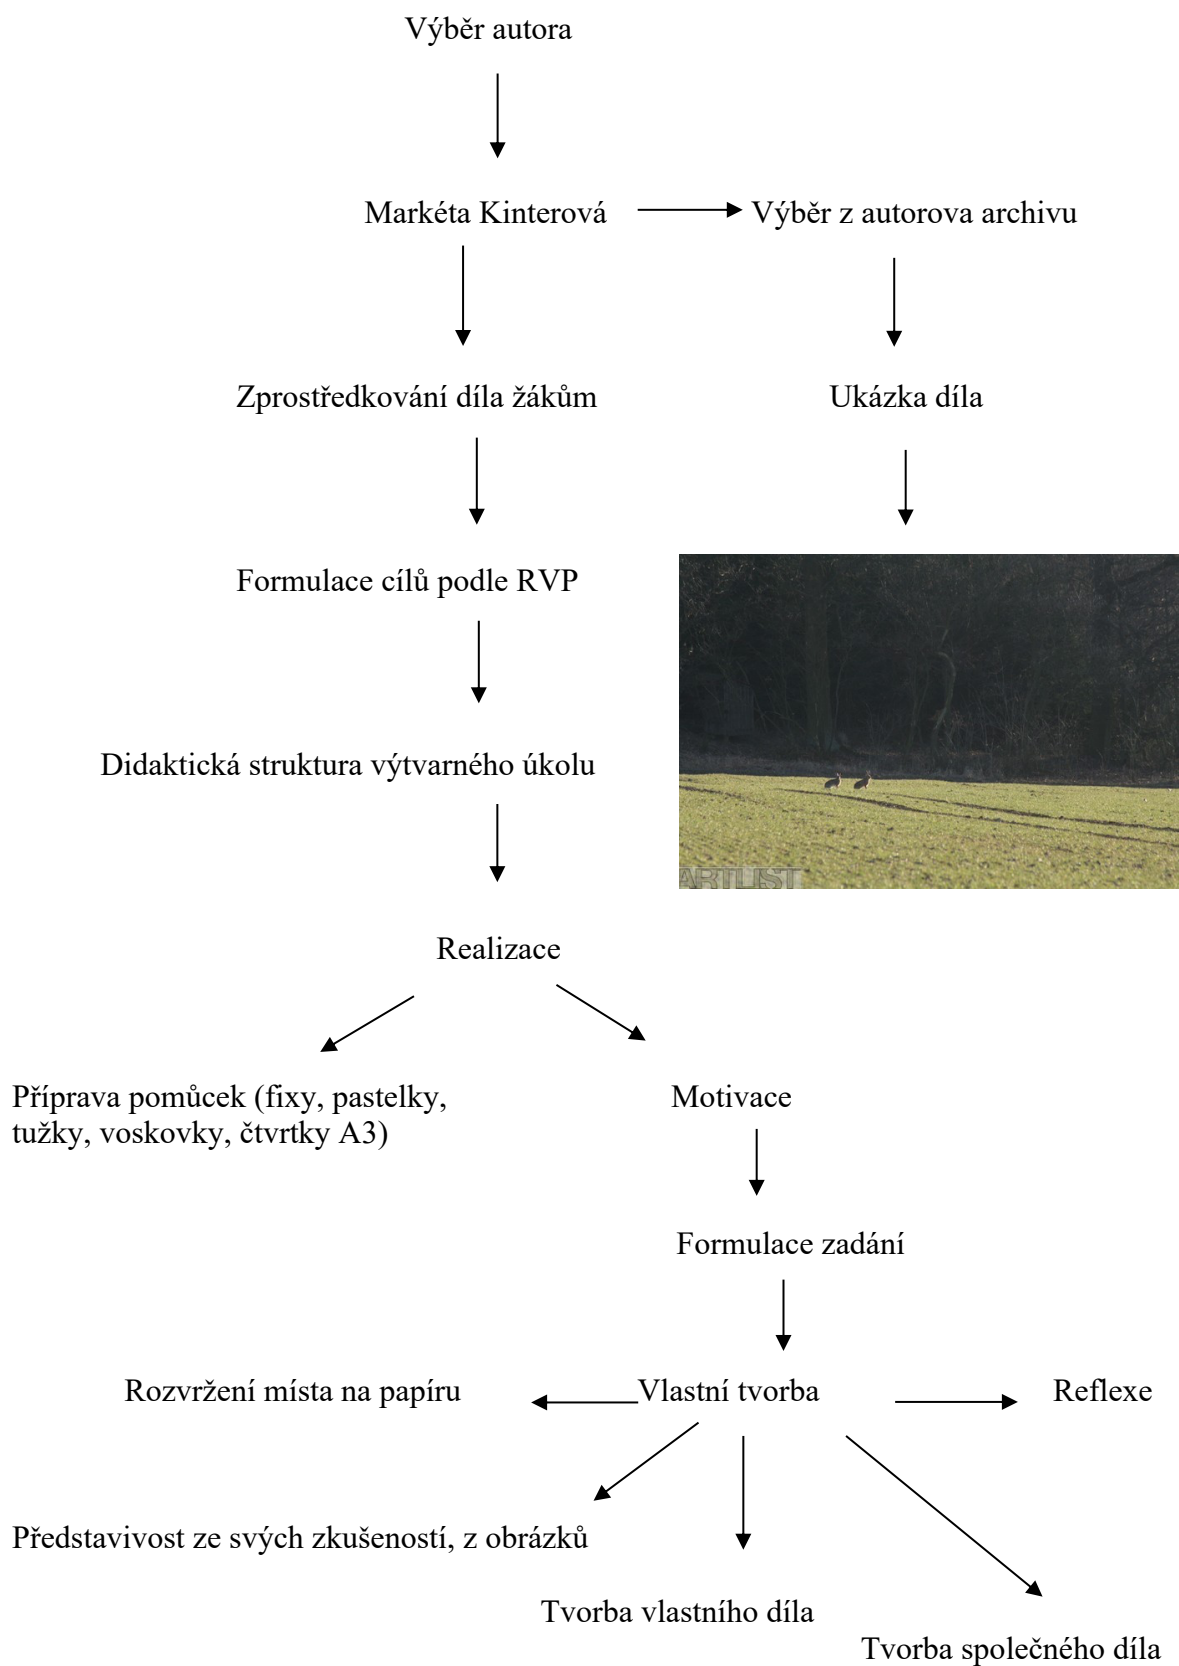 Výběr autora
Markéta Kinterová
Výběr z autorova archivu
Zprostředkování díla žákům
Ukázka díla
Formulace cílů podle RVP
Didaktická struktura výtvarného úkolu
ARTLIST
Realizace
Příprava pomůcek (fixy, pastelky,
tužky, voskovky, čtvrtky A3)
Motivace
Formulace zadání
Rozvržení místa na papíru
Vlastní tvorba
Reflexe
Představivost ze svých zkušeností, z obrázků
Tvorba vlastního díla
Tvorba společného díla